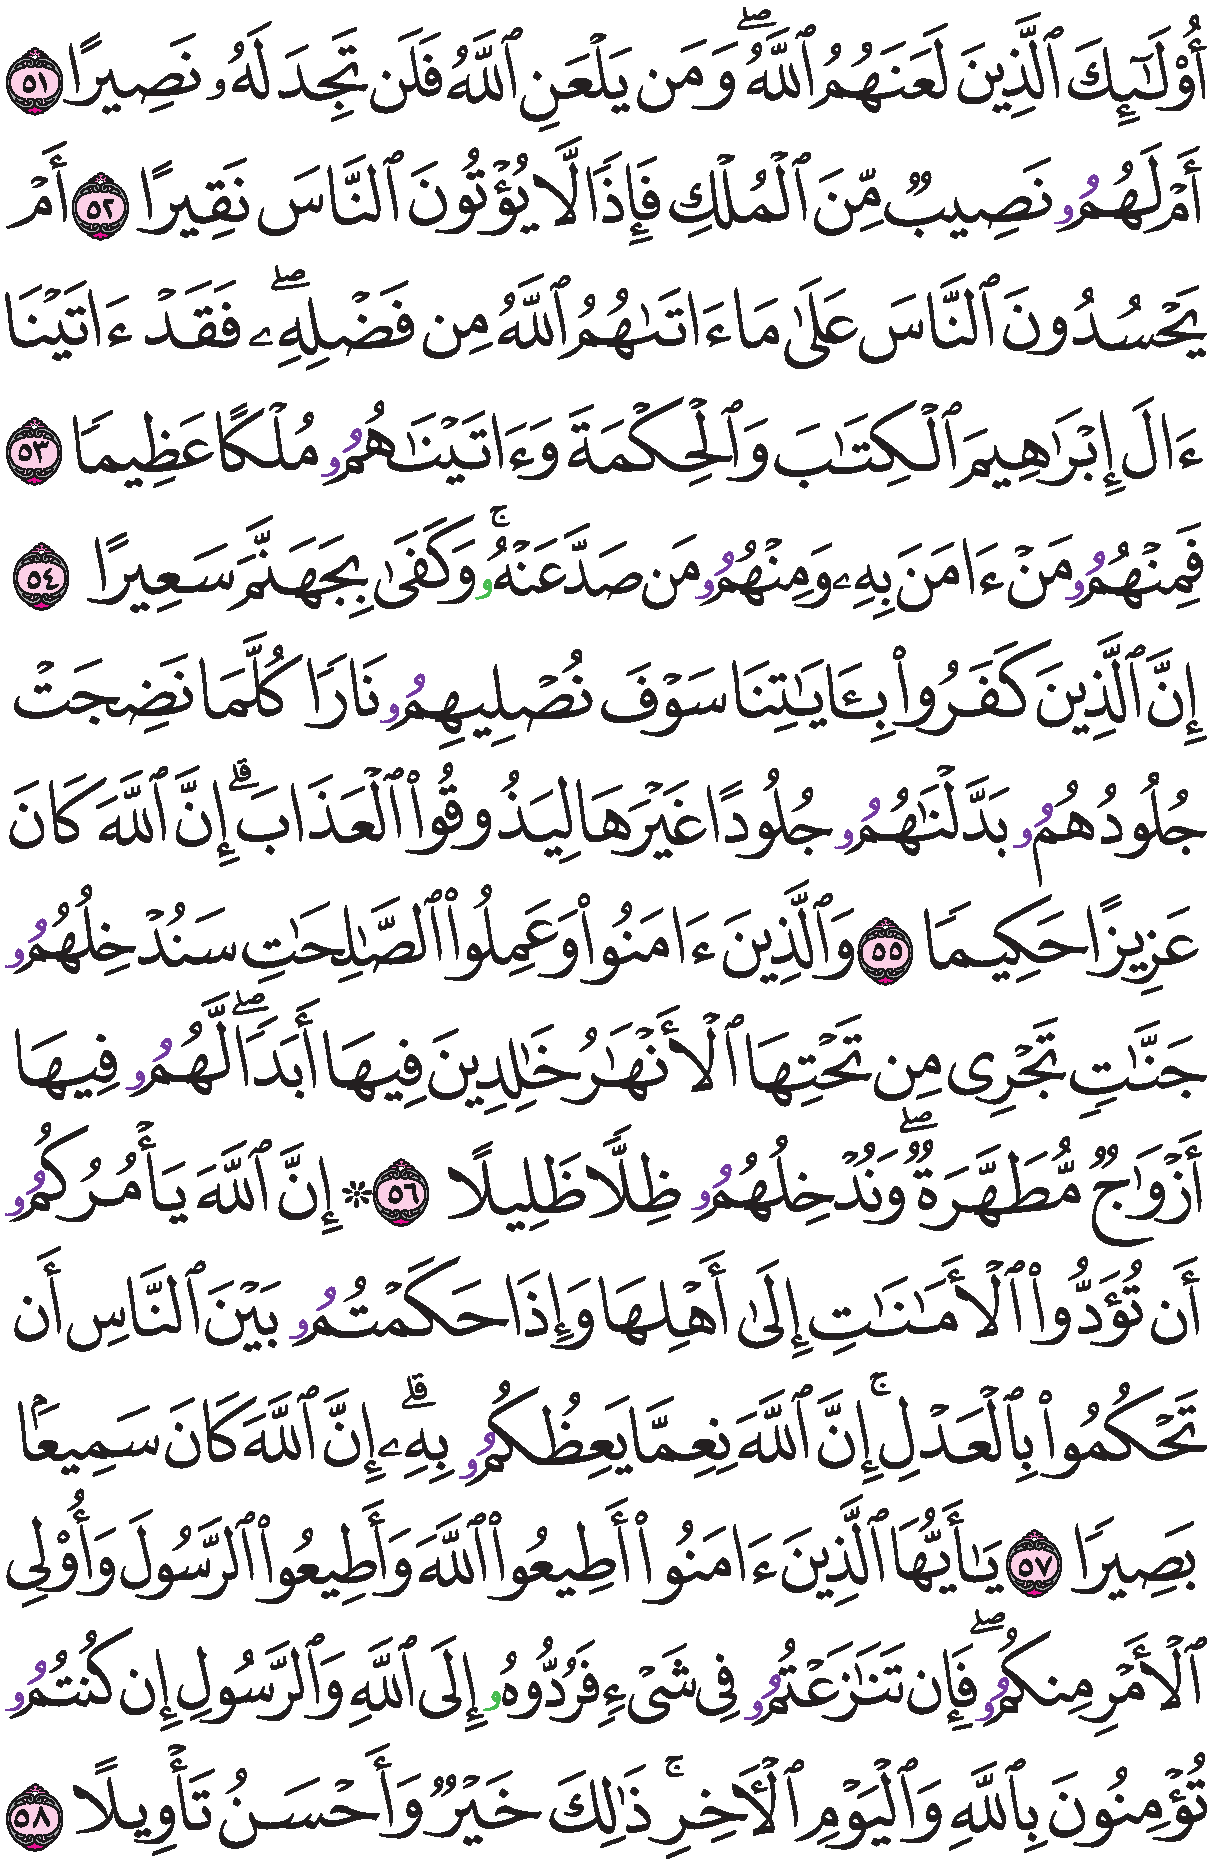 أُوْلَٰٓئِكَ ٱلَّذِينَ لَعَنَهُمُ ٱللَّهُۖ وَمَن يَلْعَنِ ٱللَّهُ فَلَن تَجِدَ لَهُۥ نَصِيرًا ٥١
أَمْ لَهُمُۥ نَصِيبٌ مِّنَ ٱلْمُلْكِ فَإِذًا لَّا يُؤْتُونَ ٱلنَّاسَ نَقِيرًا ٥٢ أَمْ
يَحْسُدُونَ ٱلنَّاسَ عَلَىٰ مَا ءَاتَىٰهُمُ ٱللَّهُ مِن فَضْلِهِۦۖ فَقَدْ ءَاتَيْنَا
ءَالَ إِبْرَٰهِيمَ ٱلْكِتَٰبَ وَٱلْحِكْمَةَ وَءَاتَيْنَٰهُمُۥ مُلْكًا عَظِيمًا ٥٣
فَمِنْهُمُۥ مَنْ ءَامَنَ بِهِۦ وَمِنْهُمُۥ مَن صَدَّ عَنْهُۥۚ وَكَفَىٰ بِجَهَنَّمَ سَعِيرًا ٥٤
إِنَّ ٱلَّذِينَ كَفَرُواْ بِـَٔايَٰتِنَا سَوْفَ نُصْلِيهِمُۥ نَارًا كُلَّمَا نَضِجَتْ
جُلُودُهُمُۥ بَدَّلْنَٰهُمُۥ جُلُودًا غَيْرَهَا لِيَذُوقُواْ ٱلْعَذَابَۗ إِنَّ ٱللَّهَ كَانَ
عَزِيزًا حَكِيمًا ٥٥ وَٱلَّذِينَ ءَامَنُواْ وَعَمِلُواْ ٱلصَّٰلِحَٰتِ سَنُدْخِلُهُمُۥ
جَنَّٰتٍ تَجْرِى مِن تَحْتِهَا ٱلْأَنْهَٰرُ خَٰلِدِينَ فِيهَا أَبَدًاۖ لَّهُمُۥ فِيهَا
أَزْوَٰجٌ مُّطَهَّرَةٌۖ وَنُدْخِلُهُمُۥ ظِلًّا ظَلِيلًا ٥٦ ۞ إِنَّ ٱللَّهَ يَأْمُرُكُمُۥ
أَن تُؤَدُّواْ ٱلْأَمَٰنَٰتِ إِلَىٰ أَهْلِهَا وَإِذَا حَكَمْتُمُۥ بَيْنَ ٱلنَّاسِ أَن
تَحْكُمُواْ بِٱلْعَدْلِۚ إِنَّ ٱللَّهَ نِعِمَّا يَعِظُكُمُۥ بِهِۦۗ إِنَّ ٱللَّهَ كَانَ سَمِيعًۢا
بَصِيرًا ٥٧ يَٰٓأَيُّهَا ٱلَّذِينَ ءَامَنُواْ أَطِيعُواْ ٱللَّهَ وَأَطِيعُواْ ٱلرَّسُولَ وَأُوْلِى
ٱلْأَمْرِ مِنكُمُۥۖ فَإِن تَنَٰزَعْتُمُۥ فِى شَىْءٍ فَرُدُّوهُۥ إِلَى ٱللَّهِ وَٱلرَّسُولِ إِن كُنتُمُۥ
تُؤْمِنُونَ بِٱللَّهِ وَٱلْيَوْمِ ٱلْأَخِرِۚ ذَٰلِكَ خَيْرٌ وَأَحْسَنُ تَأْوِيلًا ٥٨